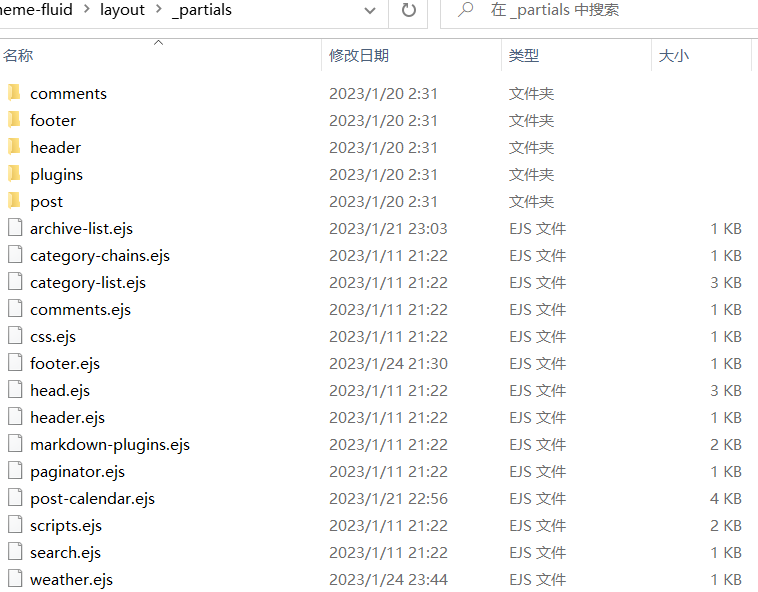 neme-fluid > layout > _partials 在 _partials 中搜索
名称 修改日期 类型 大小
comments 2023/1/20 2:31 文件夹
footer 2023/1/20 2:31 文件夹
header 2023/1/20 2:31 文件夹
plugins 2023/1/20 2:31 文件夹
post 2023/1/20 2:31 文件夹
archive-list.ejs 2023/1/21 23:03 EJS 文件 1 KB
category-chains.ejs 2023/1/11 21:22 EJS 文件 1 KB
category-list.ejs 2023/1/11 21:22 EJS 文件 3 KB
comments.ejs 2023/1/11 21:22 EJS 文件 1 KB
css.ejs 2023/1/11 21:22 EJS 文件 1 KB
footer.ejs 2023/1/24 21:30 EJS 文件 1 KB
head.ejs 2023/1/11 21:22 EJS 文件 3 KB
header.ejs 2023/1/11 21:22 EJS 文件 1 KB
markdown-plugins.ejs 2023/1/11 21:22 EJS 文件 2 KB
paginator.ejs 2023/1/11 21:22 EJS 文件 1 KB
post-calendar.ejs 2023/1/21 22:56 EJS 文件 4 KB
scripts.ejs 2023/1/11 21:22 EJS 文件 2 KB
search.ejs 2023/1/11 21:22 EJS 文件 1 KB
weather.ejs 2023/1/24 23:44 EJS 文件 1 KB